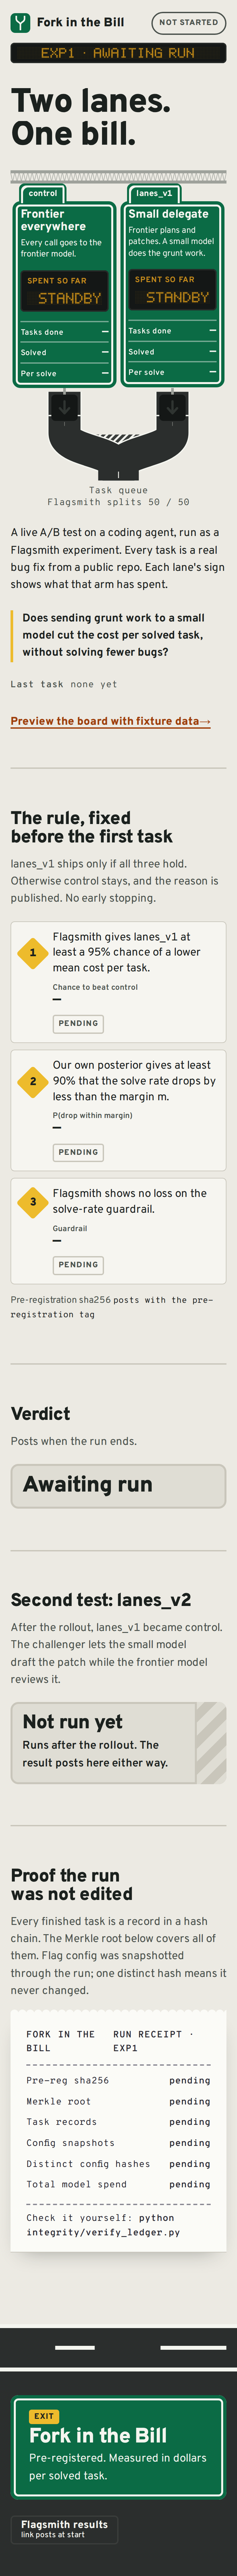 Fork in the Bill
NOT STARTED
EXP1 · AWAITING RUN
Two lanes.
One bill.
control
Frontier
everywhere
Every call goes to the
frontier model.
SPENT SO FAR
STANDBY
Tasks done –
Solved –
Per solve –
lanes_v1
Small delegate
Frontier plans and
patches. A small model
does the grunt work.
SPENT SO FAR
STANDBY
Tasks done –
Solved –
Per solve –
Task queue
Flagsmith splits 50 / 50
A live A/B test on a coding agent, run as a
Flagsmith experiment. Every task is a real
bug fix from a public repo. Each lane's sign
shows what that arm has spent.
Does sending grunt work to a small
model cut the cost per solved task,
without solving fewer bugs?
Last task none yet
Preview the board with fixture data→
The rule, fixed
before the first task
lanes_v1 ships only if all three hold.
Otherwise control stays, and the reason is
published. No early stopping.
1
Flagsmith gives lanes_v1 at
least a 95% chance of a lower
mean cost per task.
Chance to beat control
–
PENDING
2
Our own posterior gives at least
90% that the solve rate drops by
less than the margin m.
P(drop within margin)
–
PENDING
3
Flagsmith shows no loss on the
solve-rate guardrail.
Guardrail
–
PENDING
Pre-registration sha256 posts with the pre-
registration tag
Verdict
Posts when the run ends.
Awaiting run
Second test: lanes_v2
After the rollout, lanes_v1 became control.
The challenger lets the small model
draft the patch while the frontier model
reviews it.
Not run yet
Runs after the rollout. The
result posts here either way.
Proof the run
was not edited
Every finished task is a record in a hash
chain. The Merkle root below covers all of
them. Flag config was snapshotted
through the run; one distinct hash means it
never changed.
FORK IN THE
BILL
RUN RECEIPT ·
EXP1
Pre-reg sha256 pending
Merkle root pending
Task records pending
Config snapshots pending
Distinct config hashes pending
Total model spend pending
Check it yourself: python
integrity/verify_ledger.py
EXIT
Fork in the Bill
Pre-registered. Measured in dollars
per solved task.
Flagsmith results
link posts at start